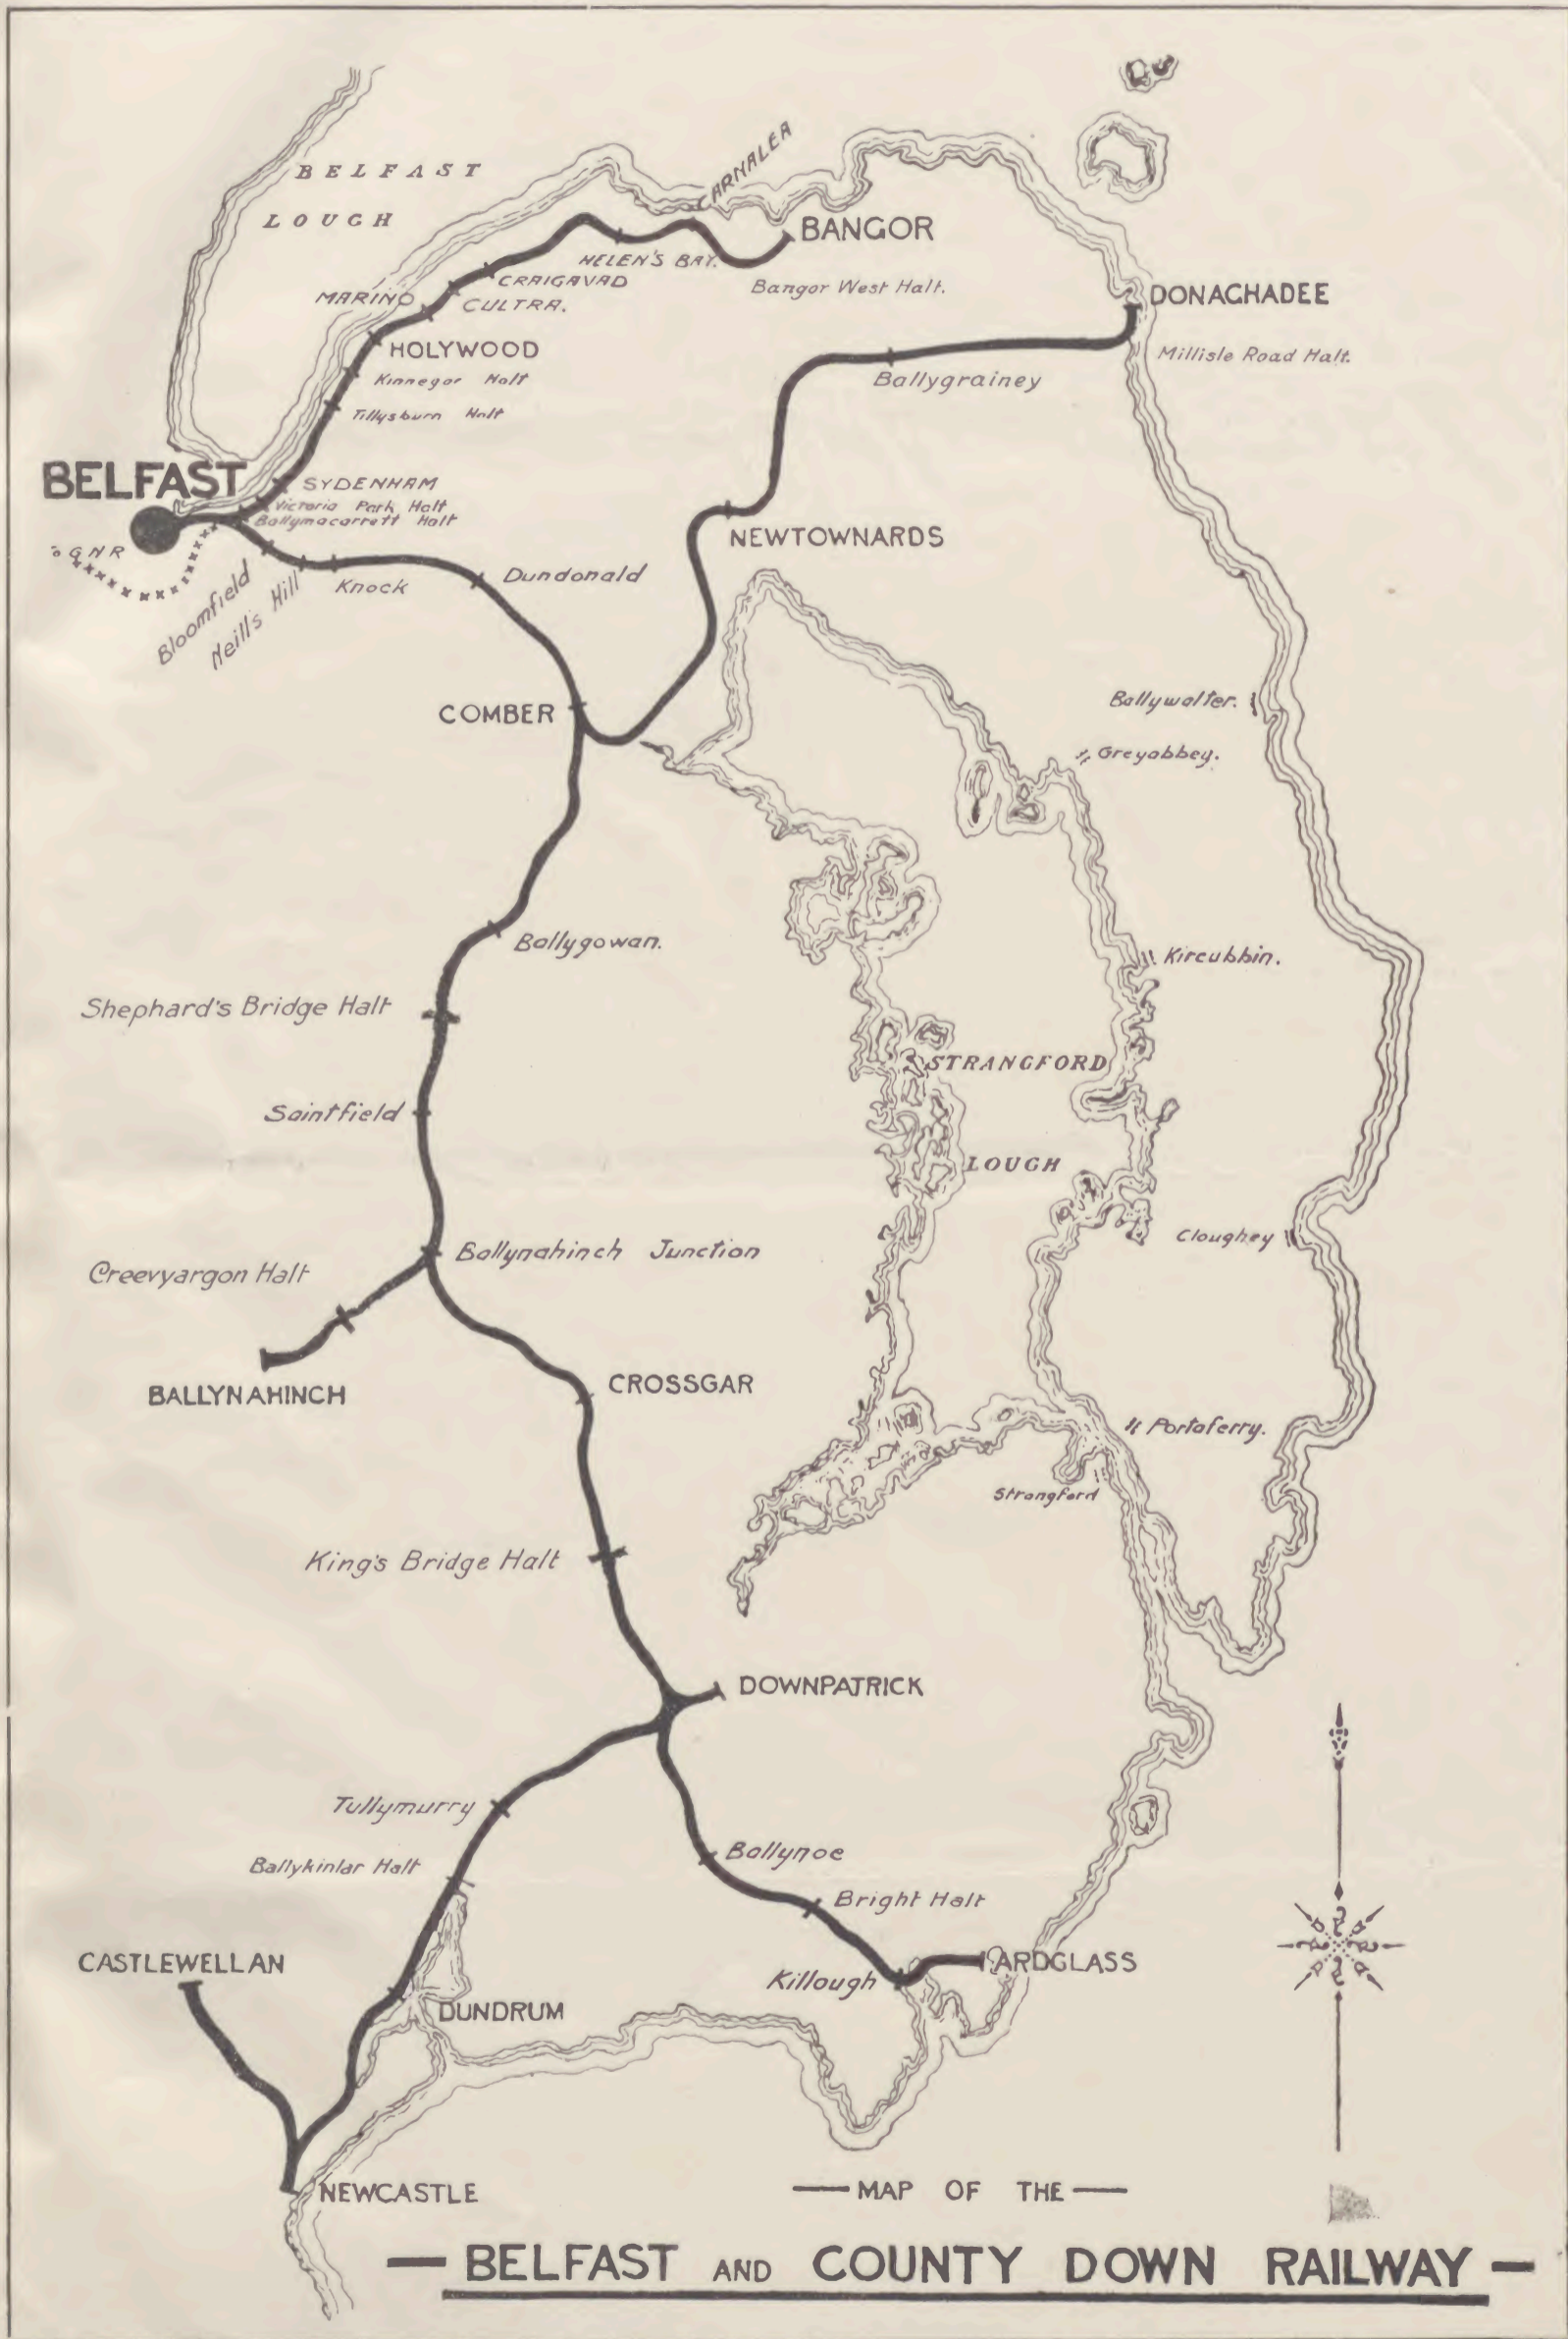 BELFAST
LOUGH
CARNALEA
BANGOR
HELEN'S BAY.
CRAIGAVAD
Bangor West Halt.
MARINO
CULTRA.
DONAGHADEE
HOLYWOOD
Millisle Road Halt.
Kinnegar Halt
Ballygrainey
Tillysburn Halt
BELFAST
SYDENHAM
Victoria Park Halt
Ballymacarrett Halt
NEWTOWNARDS
To GNR
Bloomfield
Neill's Hill
Knock
Dundonald
COMBER
Ballywalter.
Greyabbey.
Ballygowan.
Kircubbin.
Shephard's Bridge Halt
STRANGFORD
Saintfield
LOUGH
Cloughey
Ballynahinch Junction
Creevyargon Halt
CROSSGAR
BALLYNAHINCH
Portaferry.
Strangford
King's Bridge Halt
DOWNPATRICK
Tullymurry
Ballynoe
Ballykinlar Halt
Bright Halt
CASTLEWELLAN
ARDGLASS
Killough
DUNDRUM
NEWCASTLE
— MAP OF THE —
— BELFAST AND COUNTY DOWN RAILWAY —